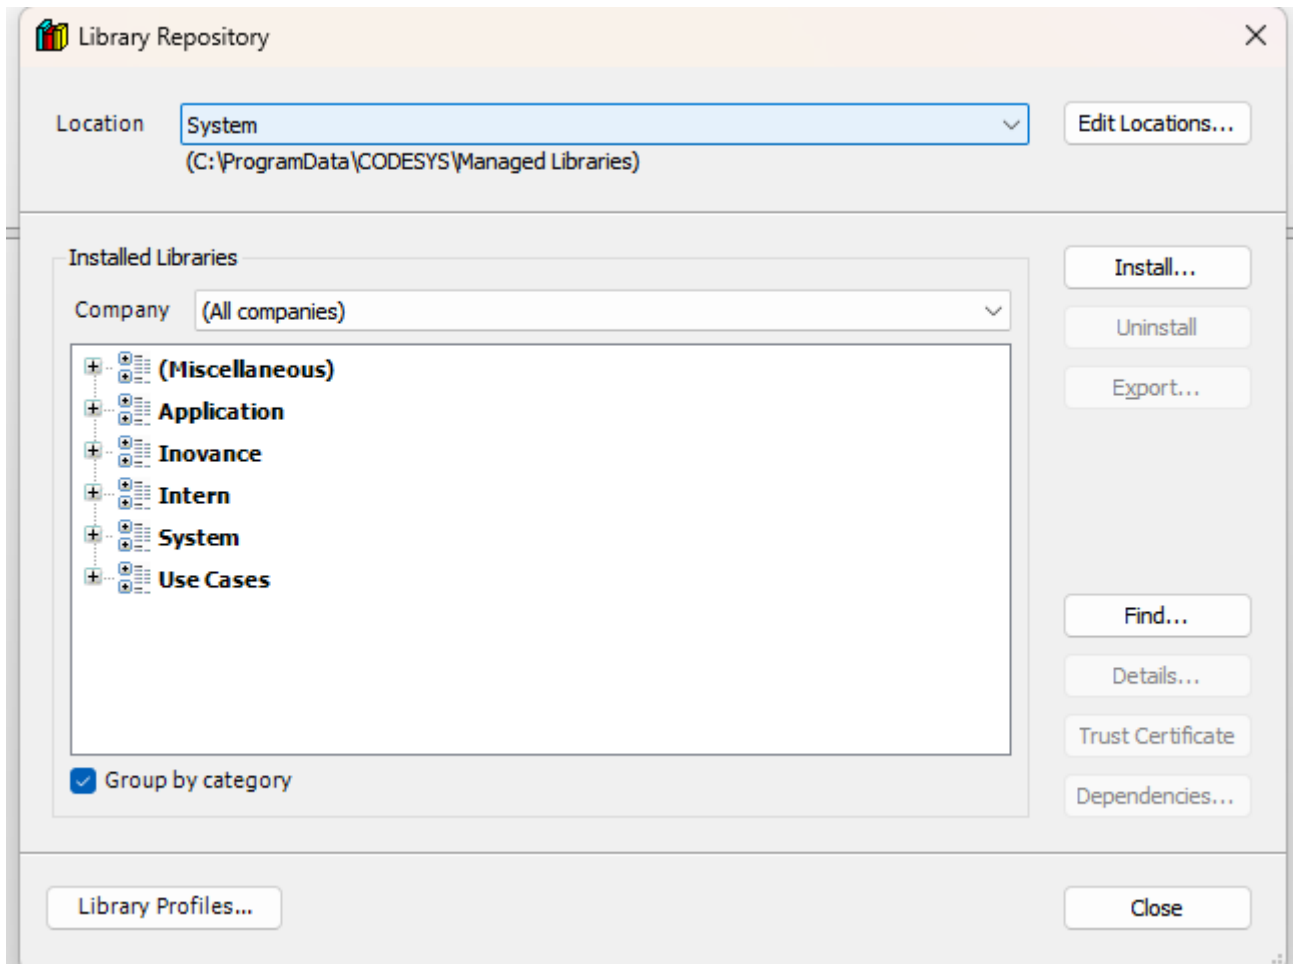 Library Repository
Location System Edit Locations...
(C:\ProgramData\CODESYS\Managed Libraries)
Installed Libraries
Install...
Company (All companies)
Uninstall
(Miscellaneous)
Export...
Application
Inovance
Intern
System
Use Cases
Find...
Details...
Trust Certificate
Group by category
Dependencies...
Library Profiles...
Close